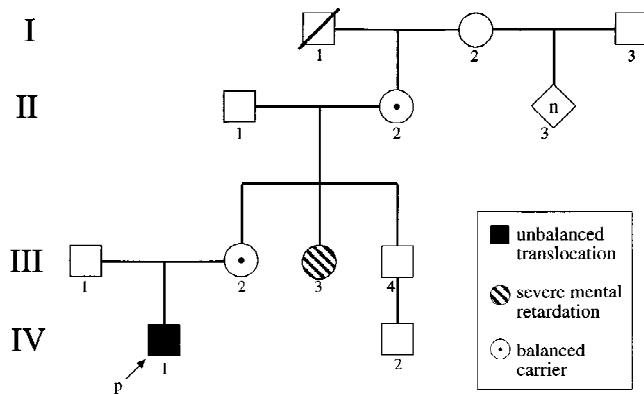 I
1
2
3
II
1
2
n
3
III
1
2
3
4
IV
1
2
p
unbalanced
translocation
severe mental
retardation
balanced
carrier